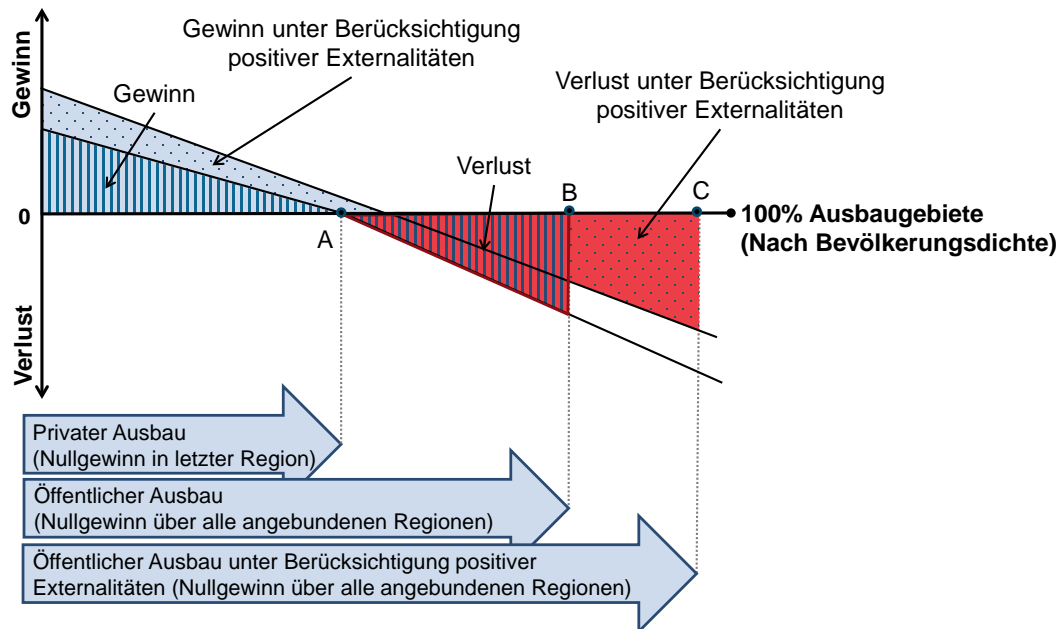 Gewinn
Verlust
0
Gewinn unter Berücksichtigung
positiver Externalitäten
Gewinn
Verlust unter Berücksichtigung
positiver Externalitäten
Verlust
A
B
C
100% Ausbaugebiete
(Nach Bevölkerungsdichte)
Privater Ausbau
(Nullgewinn in letzter Region)
Öffentlicher Ausbau
(Nullgewinn über alle angebundenen Regionen)
Öffentlicher Ausbau unter Berücksichtigung positiver
Externalitäten (Nullgewinn über alle angebundenen Regionen)